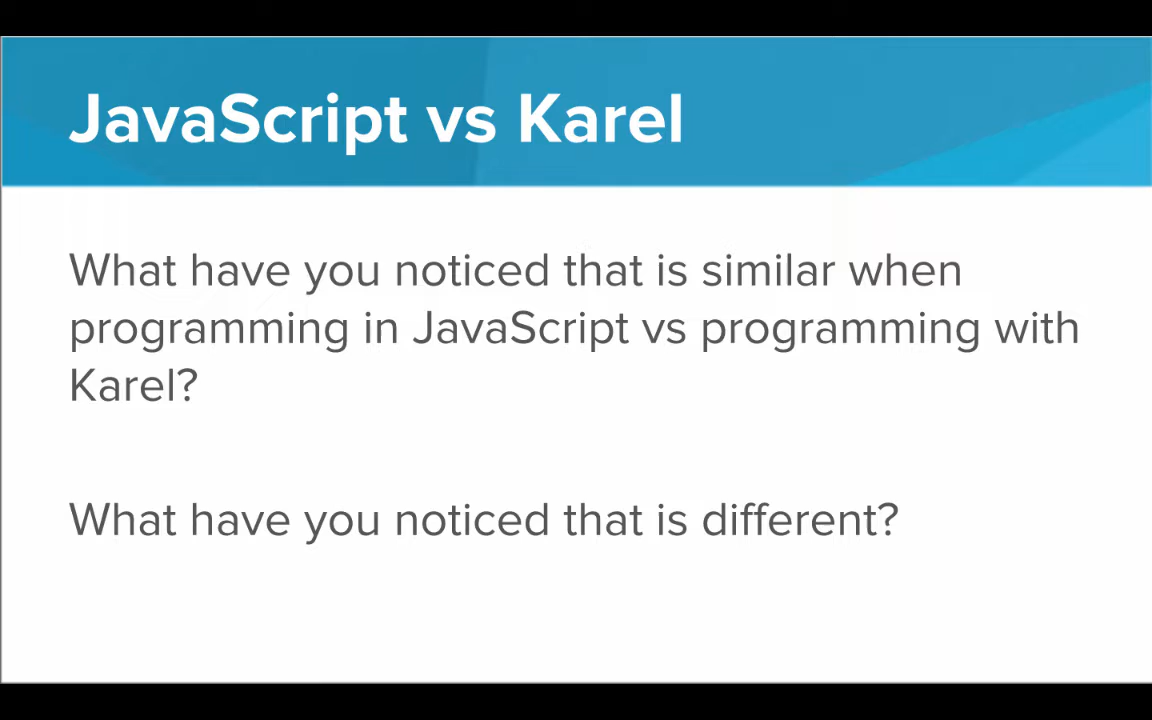 JavaScript vs Karel
What have you noticed that is similar when
programming in JavaScript vs programming with
Karel?
What have you noticed that is different?